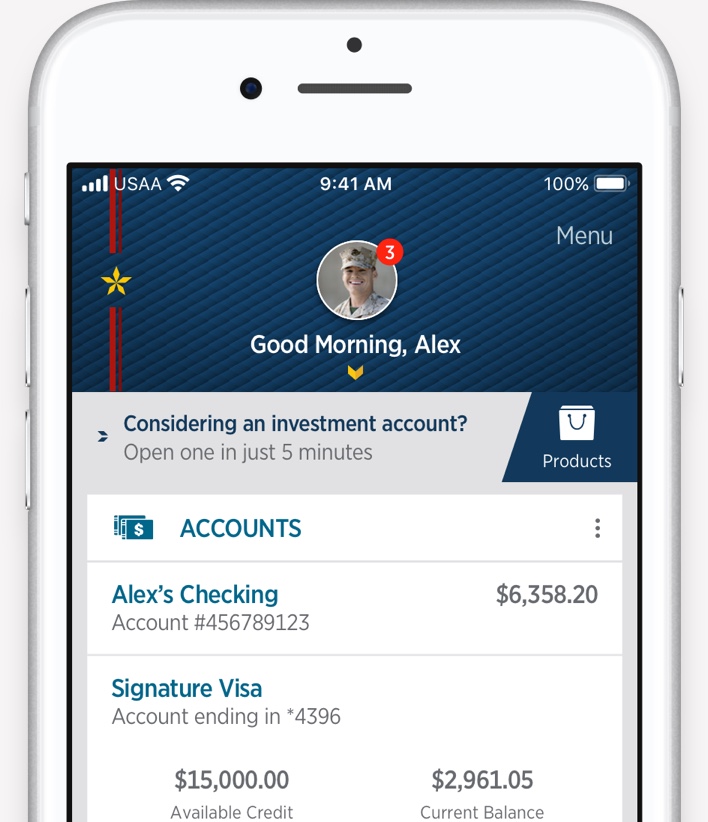 USAA 9:41 AM 100%
Menu
3
Good Morning, Alex
Considering an investment account?
Open one in just 5 minutes
Products
$
ACCOUNTS
Alex’s Checking $6,358.20
Account #456789123
Signature Visa
Account ending in *4396
$15,000.00 $2,961.05
Available Credit Current Balance